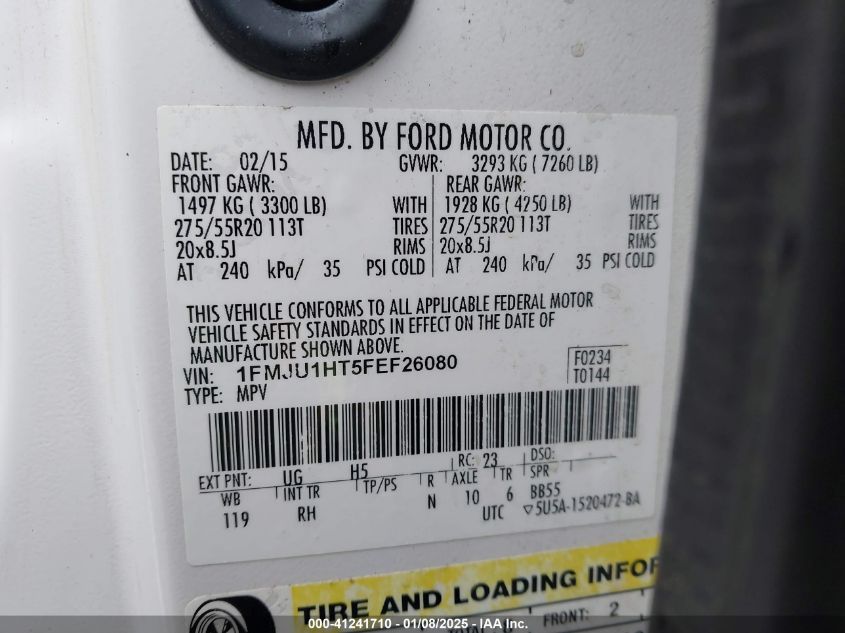 MFD. BY FORD MOTOR CO.
DATE: 02/15 GVWR: 3293 KG ( 7260 LB)
FRONT GAWR: REAR GAWR:
1497 KG ( 3300 LB) WITH 1928 KG ( 4250 LB) WITH
275/55R20 113T TIRES 275/55R20 113T TIRES
20x8.5J RIMS 20x8.5J RIMS
AT 240 kPa/ 35 PSI COLD AT 240 kPa/ 35 PSI COLD
THIS VEHICLE CONFORMS TO ALL APPLICABLE FEDERAL MOTOR
VEHICLE SAFETY STANDARDS IN EFFECT ON THE DATE OF
MANUFACTURE SHOWN ABOVE.
VIN: 1FMJU1HT5FEF26080 F0234
TYPE: MPV T0144
EXT PNT: UG H5 RC: 23 DSO:
WB INT TR TP/PS R AXLE TR SPR
119 RH N 10 6 BB55
UTC ▽5U5A-1520472-BA
TIRE AND LOADING INFOR
FRONT: 2
000-41241710 - 01/08/2025 - IAA Inc.